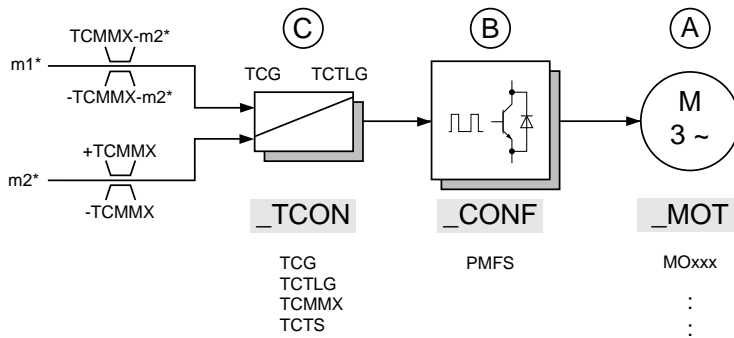 C
B
A
TCMMX-m2*
m1*
-TCMMX-m2*
TCG
TCTLG
M
3 ~
+TCMMX
m2*
-TCMMX
_TCON
_CONF
_MOT
TCG
PMFS
MOxxx
TCTLG
TCMMX
:
TCTS
: